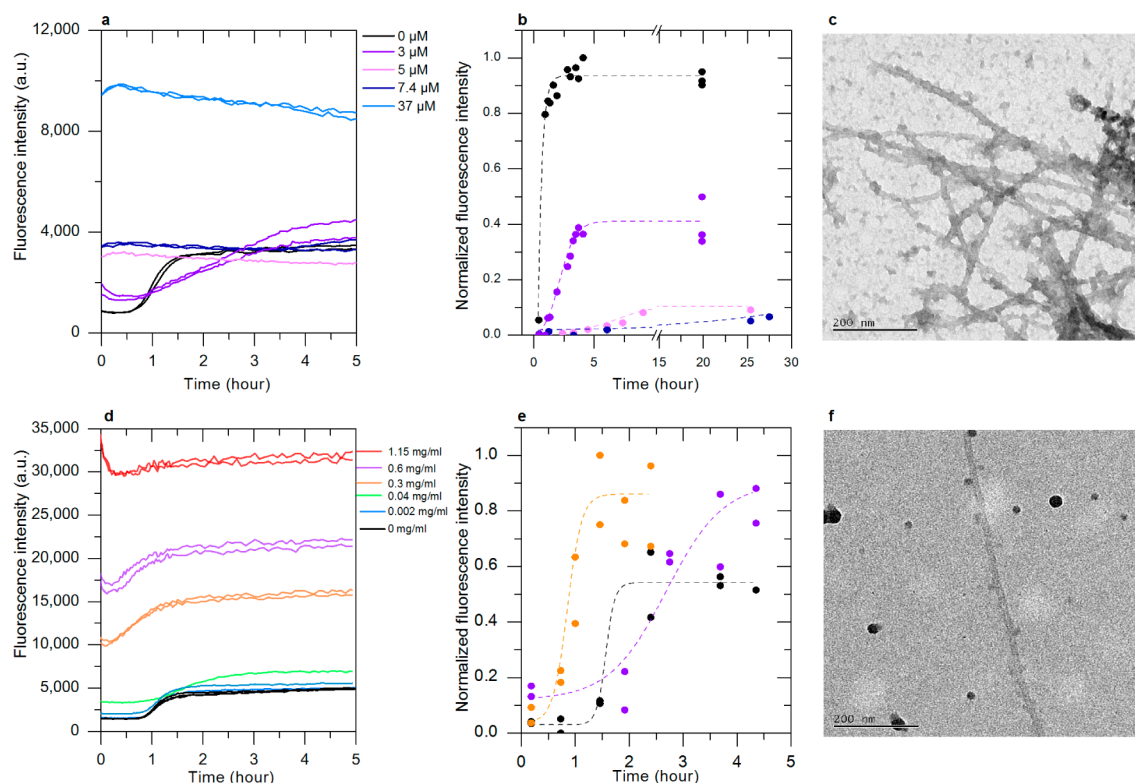 a
12,000
8,000
4,000
0
0 1 2 3 4 5
Fluorescence intensity (a.u.)
Time (hour)
0 µM
3 µM
5 µM
7.4 µM
37 µM
b
1.0
0.8
0.6
0.4
0.2
0.0
0 5 15 20 25 30
Normalized fluorescence intensity
Time (hour)
c
200 nm
d
35,000
30,000
25,000
20,000
15,000
10,000
5,000
0
0 1 2 3 4 5
Fluorescence intensity (a.u.)
Time (hour)
1.15 mg/ml
0.6 mg/ml
0.3 mg/ml
0.04 mg/ml
0.002 mg/ml
0 mg/ml
e
1.0
0.8
0.6
0.4
0.2
0.0
0 1 2 3 4 5
Normalized fluorescence intensity
Time (hour)
f
200 nm